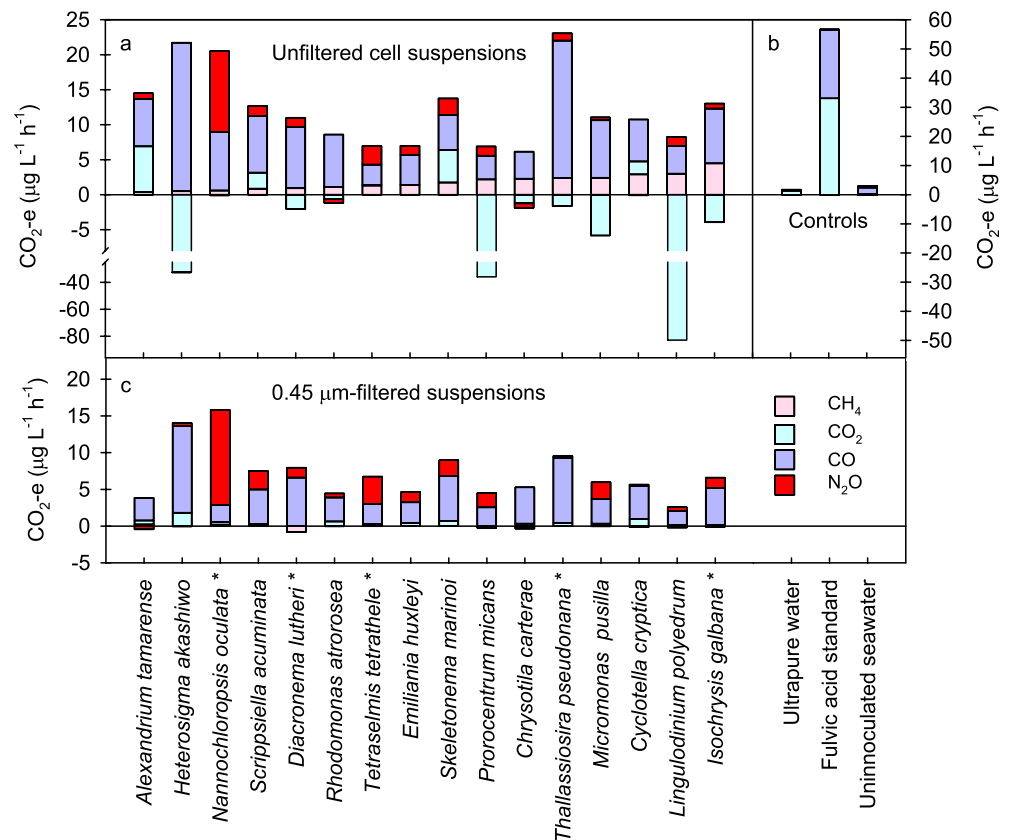 a
Unfiltered cell suspensions
b
CO₂-e (µg L⁻¹ h⁻¹)
25
20
15
10
5
0
-5
-40
-60
-80
Controls
60
50
40
30
20
10
0
-10
-20
-30
-40
-50
CO₂-e (µg L⁻¹ h⁻¹)
c
0.45 µm-filtered suspensions
CO₂-e (µg L⁻¹ h⁻¹)
20
15
10
5
0
-5
CH₄
CO₂
CO
N₂O
Alexandrium tamarense
Heterosigma akashiwo
Nannochloropsis oculata *
Scrippsiella acuminata
Diacronema lutheri *
Rhodomonas atrorosea
Tetraselmis tetrathele *
Emiliania huxleyi
Skeletonema marinoi
Prorocentrum micans
Chrysotila carterae
Thallassiosira pseudonana *
Micromonas pusilla
Cyclotella cryptica
Lingulodinium polyedrum
Isochrysis galbana *
Ultrapure water
Fulvic acid standard
Uninnoculated seawater